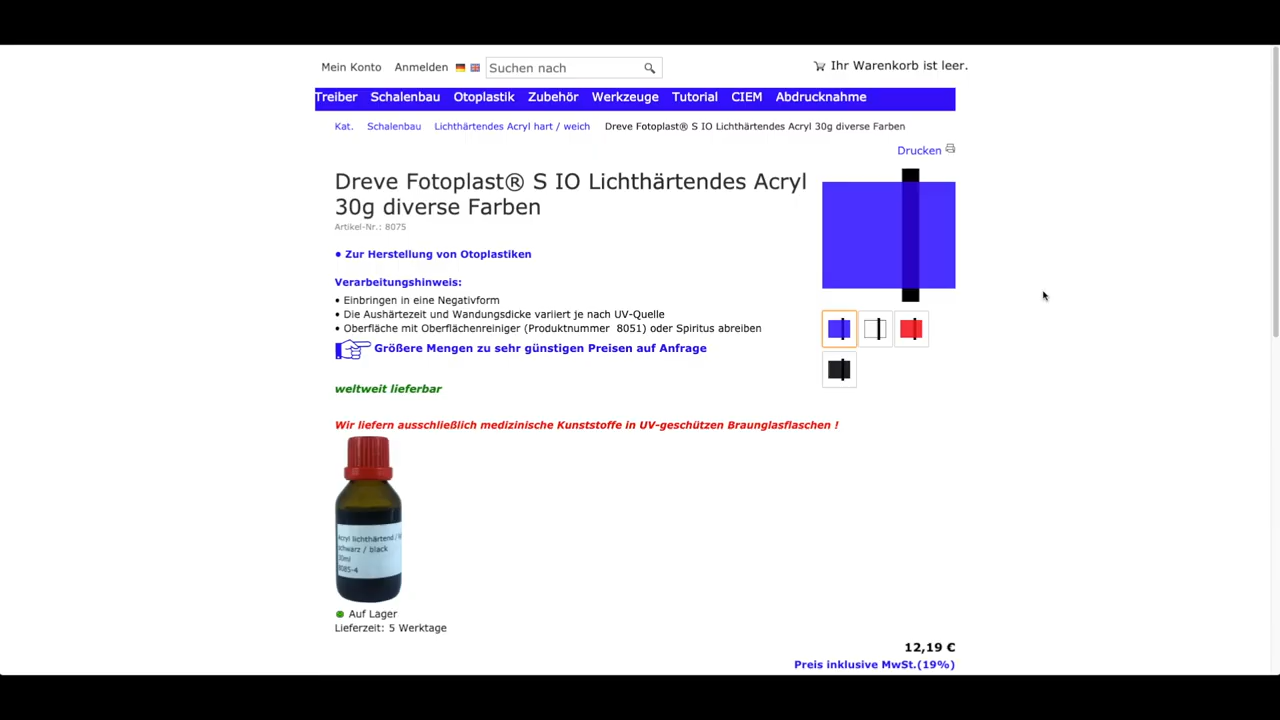 Mein Konto Anmelden Suchen nach Ihr Warenkorb ist leer.
Treiber Schalenbau Otoplastik Zubehör Werkzeuge Tutorial CIEM Abdrucknahme
Kat. Schalenbau Lichthärtendes Acryl hart / weich Dreve Fotoplast® S IO Lichthärtendes Acryl 30g diverse Farben
Drucken
Dreve Fotoplast® S IO Lichthärtendes Acryl
30g diverse Farben
Artikel-Nr.: 8075
• Zur Herstellung von Otoplastiken
Verarbeitungshinweis:
• Einbringen in eine Negativform
• Die Aushärtezeit und Wandungsdicke variiert je nach UV-Quelle
• Oberfläche mit Oberflächenreiniger (Produktnummer 8051) oder Spiritus abreiben
Größere Mengen zu sehr günstigen Preisen auf Anfrage
weltweit lieferbar
Wir liefern ausschließlich medizinische Kunststoffe in UV-geschützen Braunglasflaschen !
Acryl lichthärtend /
schwarz / black
Auf Lager
Lieferzeit: 5 Werktage
12,19 €
Preis inklusive MwSt.(19%)